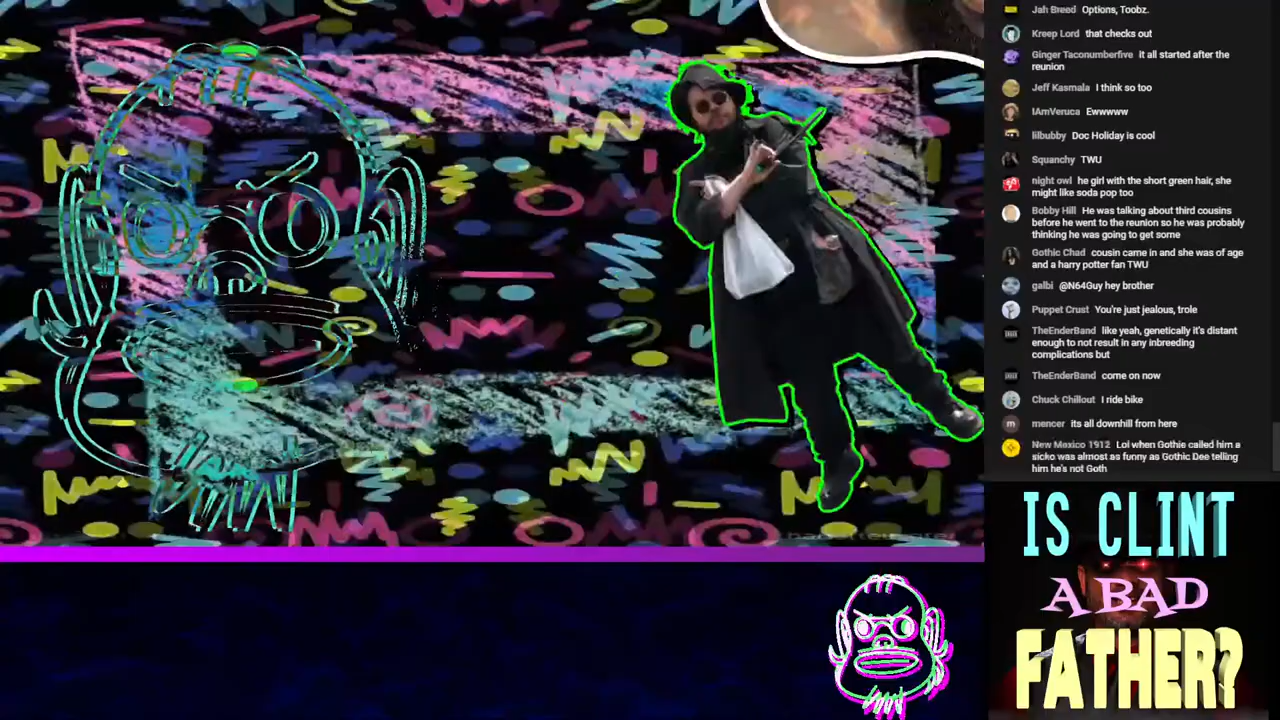 Jah Breed Options, Toobz.
Kreep Lord that checks out
Ginger Taconumberfive it all started after the
reunion
Jeff Kasmala I think so too
IAmVeruca Ewwwww
lilbubby Doc Holiday is cool
Squanchy TWU
night owl he girl with the short green hair, she
might like soda pop too
Bobby Hill He was talking about third cousins
before he went to the reunion so he was probably
thinking he was going to get some
Gothic Chad cousin came in and she was of age
and a harry potter fan TWU
galbi @N64Guy hey brother
Puppet Crust You're just jealous, trole
TheEnderBand like yeah, genetically it's distant
enough to not result in any inbreeding
complications but
TheEnderBand come on now
Chuck Chillout I ride bike
m
mencer its all downhill from here
New Mexico 1912 Lol when Gothie called him a
sicko was almost as funny as Gothic Dee telling
him he's not Goth
IS CLINT
A BAD
FATHER?